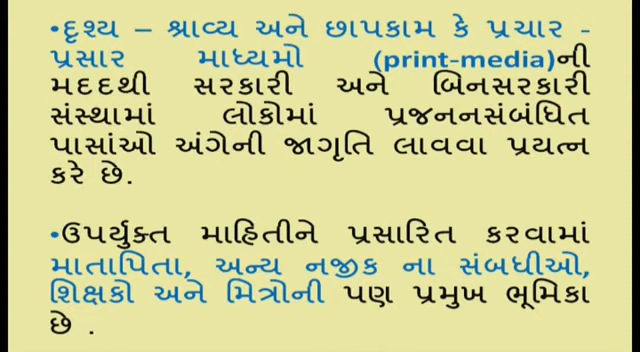 •દૃશ્ય – શ્રાવ્ય અને છાપકામ કે પ્રચાર -
પ્રસાર માધ્યમો (print-media)ની
મદદથી સરકારી અને બિનસરકારી
સંસ્થામાં લોકોમાં પ્રજનનસંબંધિત
પાસાંઓ અંગેની જાગૃતિ લાવવા પ્રયત્ન
કરે છે.
•ઉપર્યુક્ત માહિતીને પ્રસારિત કરવામાં
માતાપિતા, અન્ય નજીક ના સંબધીઓ,
શિક્ષકો અને મિત્રોની પણ પ્રમુખ ભૂમિકા
છે .